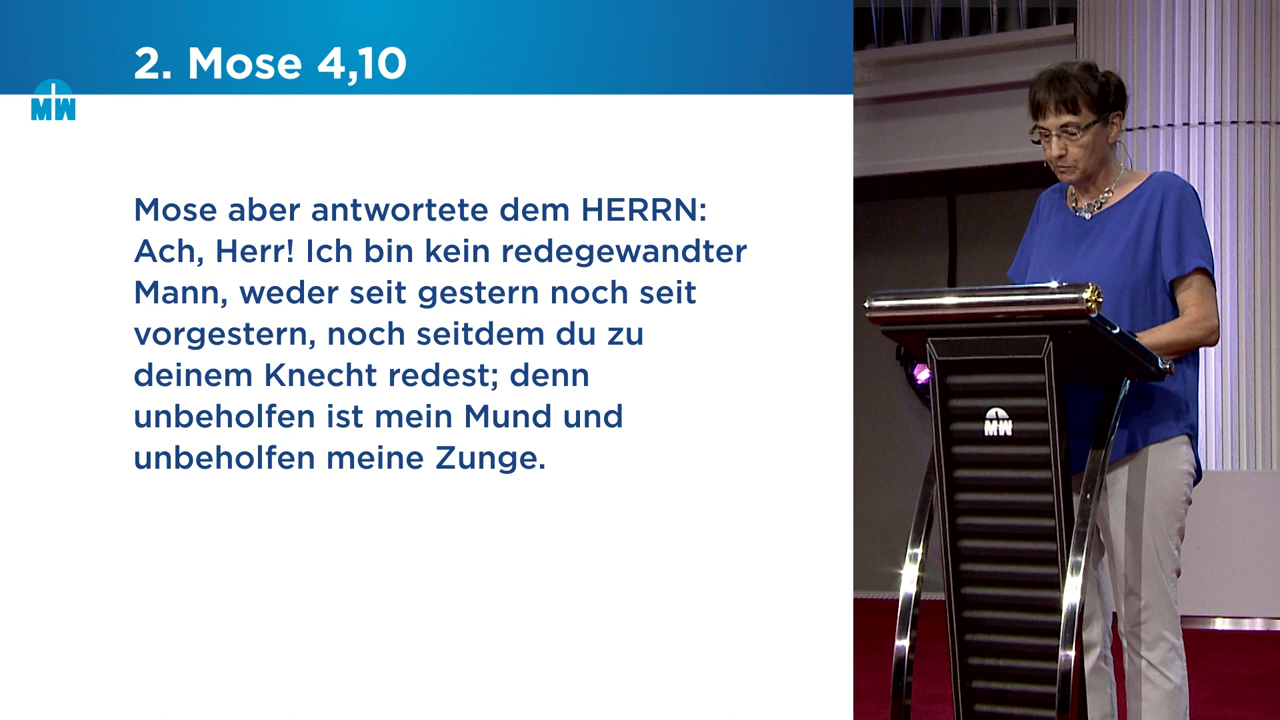 2. Mose 4,10
MW
Mose aber antwortete dem HERRN:
Ach, Herr! Ich bin kein redegewandter
Mann, weder seit gestern noch seit
vorgestern, noch seitdem du zu
deinem Knecht redest; denn
unbeholfen ist mein Mund und
unbeholfen meine Zunge.
MW